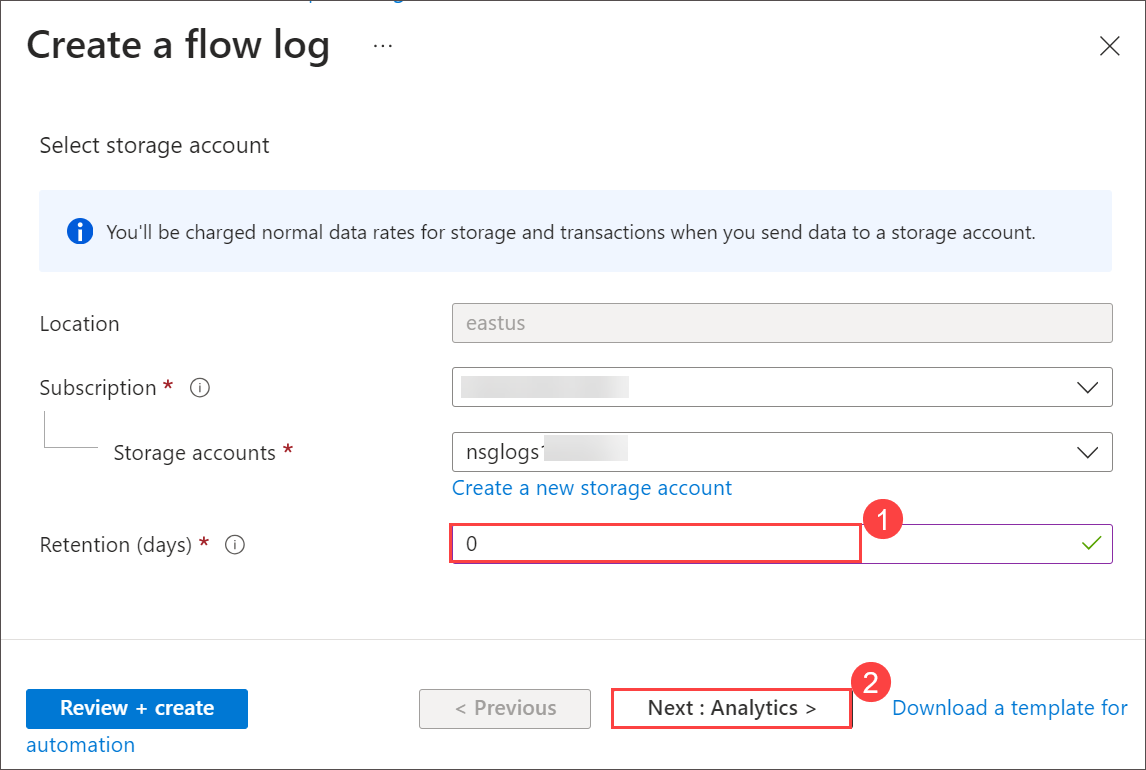 Create a flow log ...
Select storage account
You'll be charged normal data rates for storage and transactions when you send data to a storage account.
Location
eastus
Subscription *
Storage accounts *
nsglogs1
Create a new storage account
Retention (days) *
0
1
2
Review + create
< Previous
Next : Analytics >
Download a template for
automation